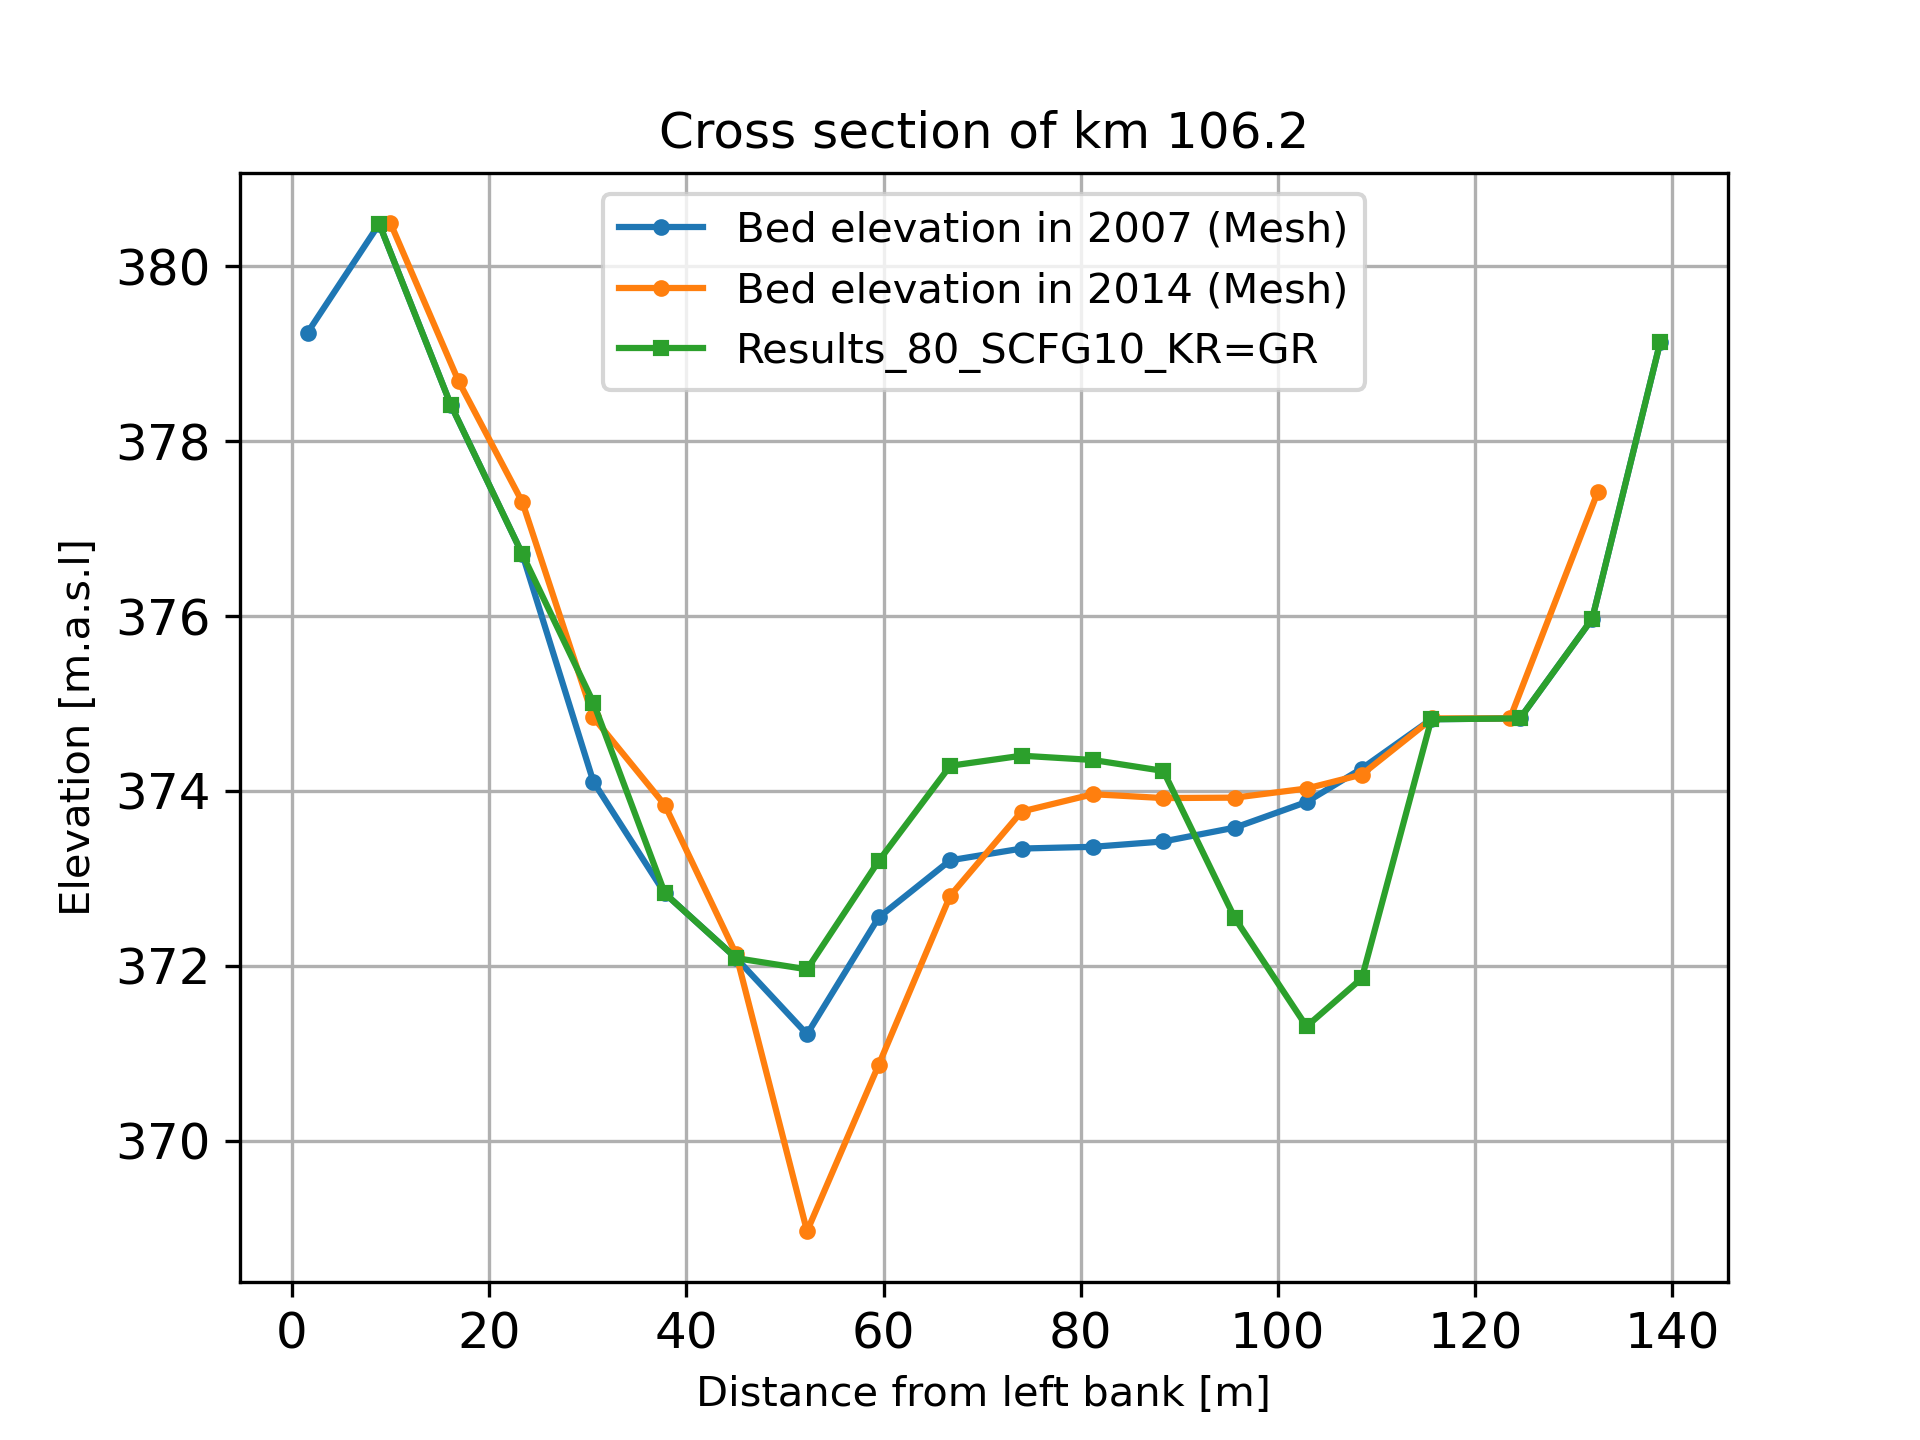 Cross section of km 106.2
Bed elevation in 2007 (Mesh)
Bed elevation in 2014 (Mesh)
Results_80_SCFG10_KR=GR
Elevation [m.a.s.l]
380
378
376
374
372
370
0 20 40 60 80 100 120 140
Distance from left bank [m]